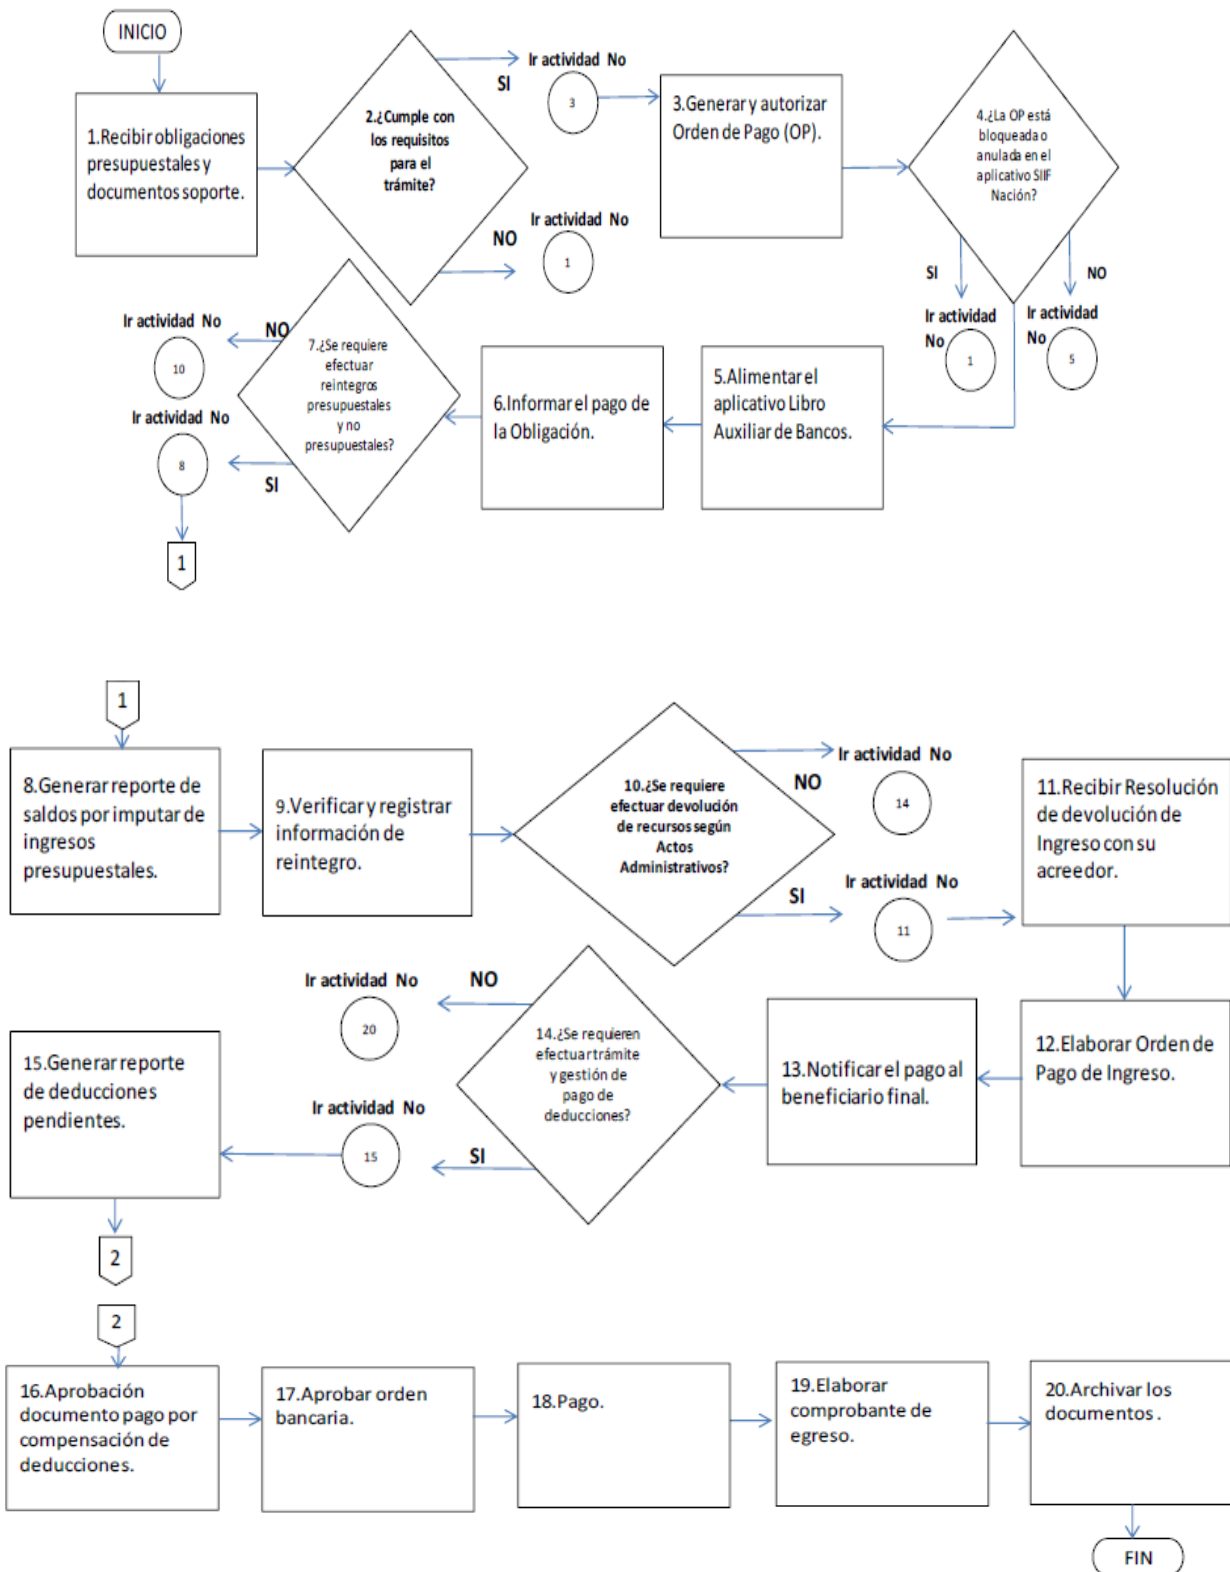 INICIO
1.Recibir obligaciones
presupuestales y
documentos soporte.
2.¿Cumple con
los requisitos
para el
trámite?
SI
Ir actividad No
3
NO
Ir actividad No
1
3.Generar y autorizar
Orden de Pago (OP).
4.¿La OP está
bloqueada o
anulada en el
aplicativo SIIF
Nación?
SI
Ir actividad
No
1
NO
Ir actividad
No
5
5.Alimentar el
aplicativo Libro
Auxiliar de Bancos.
6.Informar el pago de
la Obligación.
7.¿Se requiere
efectuar
reintegros
presupuestales
y no
presupuestales?
NO
Ir actividad No
10
Ir actividad No
8
SI
1
1
8.Generar reporte de
saldos por imputar de
ingresos
presupuestales.
9.Verificar y registrar
información de
reintegro.
10.¿Se requiere
efectuar devolución
de recursos según
Actos
Administrativos?
NO
Ir actividad No
14
SI
Ir actividad No
11
11.Recibir Resolución
de devolución de
Ingreso con su
acreedor.
12.Elaborar Orden de
Pago de Ingreso.
13.Notificar el pago al
beneficiario final.
14.¿Se requieren
efectuar trámite
y gestión de
pago de
deducciones?
NO
Ir actividad No
20
SI
Ir actividad No
15
15.Generar reporte
de deducciones
pendientes.
2
2
16.Aprobación
documento pago por
compensación de
deducciones.
17.Aprobar orden
bancaria.
18.Pago.
19.Elaborar
comprobante de
egreso.
20.Archivar los
documentos .
FIN